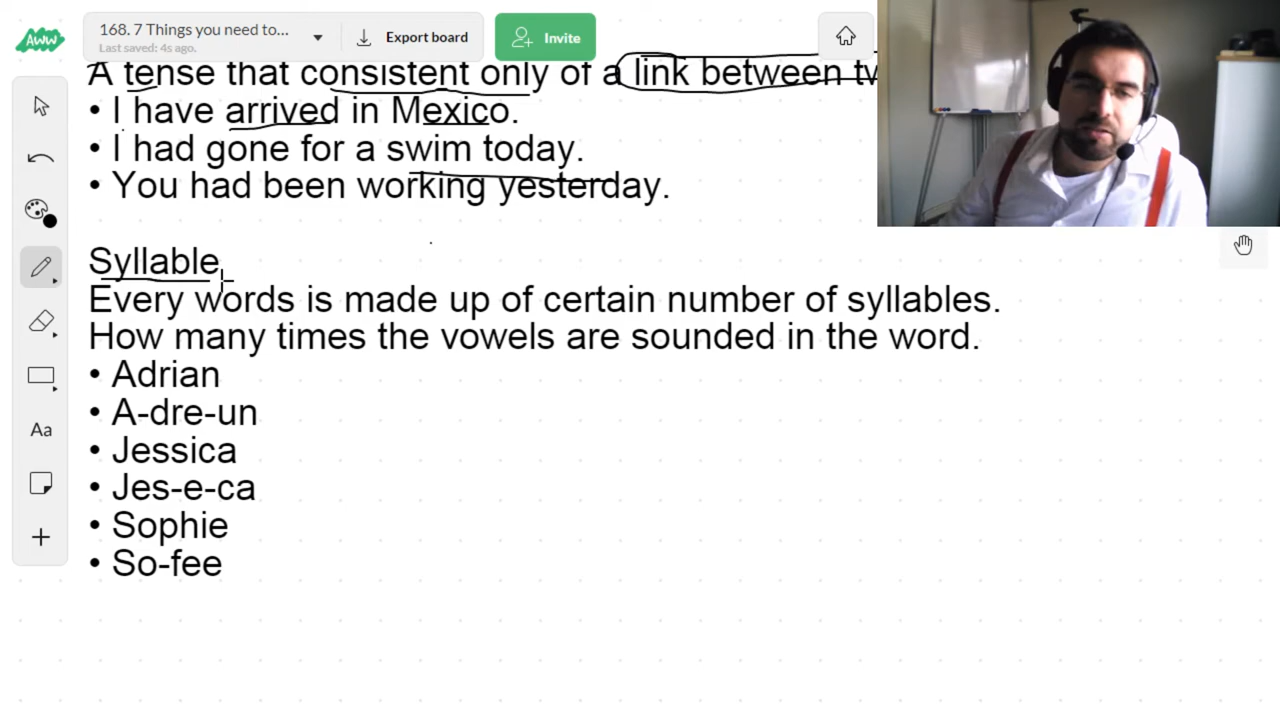 AWW
168. 7 Things you need to...
Last saved: 4s ago.
Export board
Invite
A tense that consistent only of a link between
• I have arrived in Mexico.
• I had gone for a swim today.
• You had been working yesterday.
Syllable
Every words is made up of certain number of syllables.
How many times the vowels are sounded in the word.
• Adrian
• A-dre-un
• Jessica
• Jes-e-ca
• Sophie
• So-fee
Aa